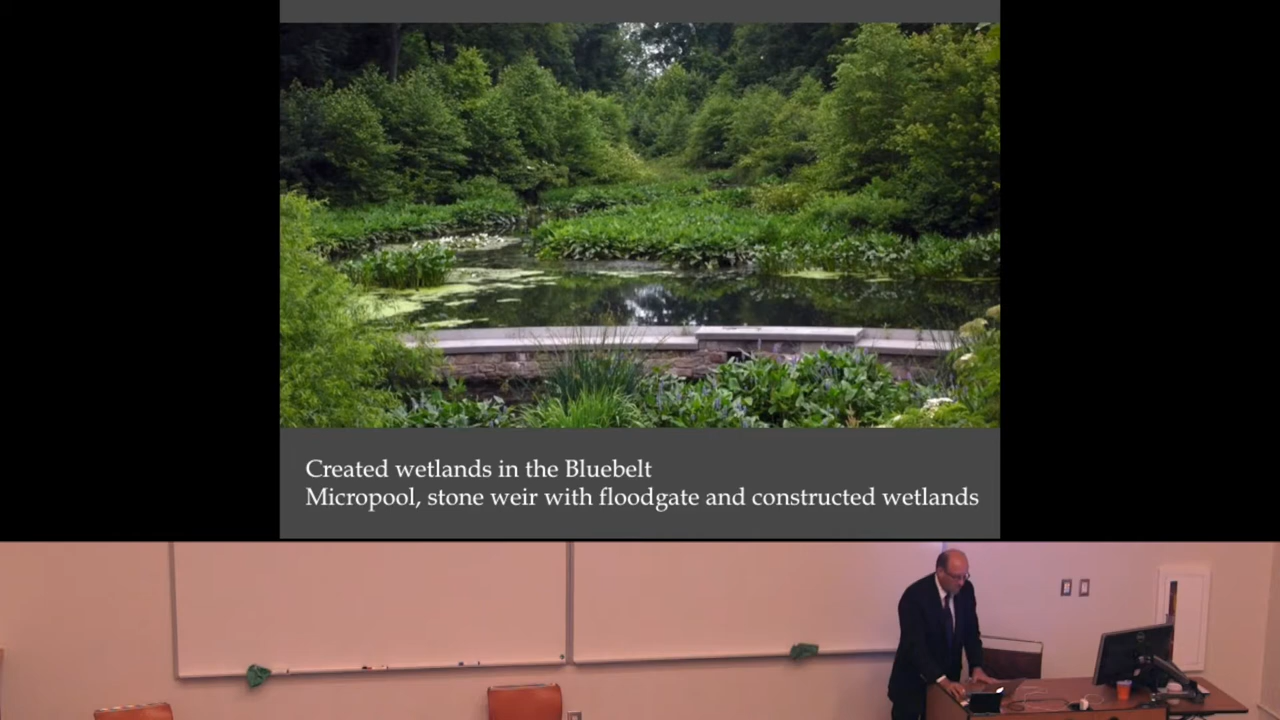 Created wetlands in the Bluebelt
Micropool, stone weir with floodgate and constructed wetlands